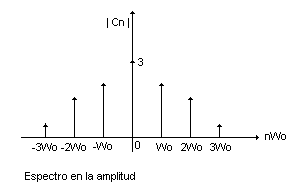 | Cn |
3
-3Wo -2Wo -Wo 0 Wo 2Wo 3Wo nWo
Espectro en la amplitud